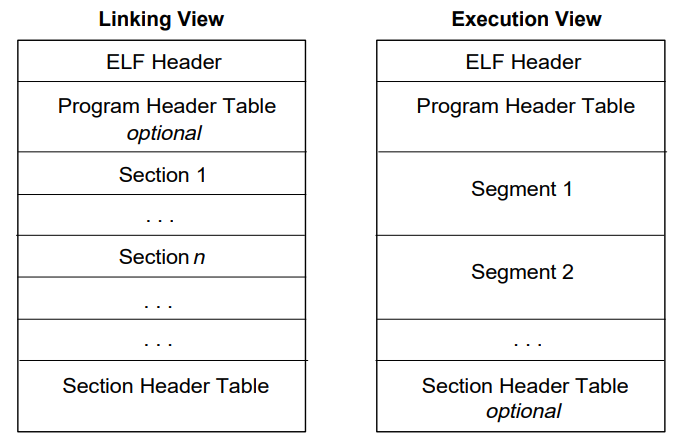 Linking View
ELF Header
Program Header Table
optional
Section 1
. . .
Section n
. . .
. . .
Section Header Table
Execution View
ELF Header
Program Header Table
Segment 1
Segment 2
. . .
Section Header Table
optional